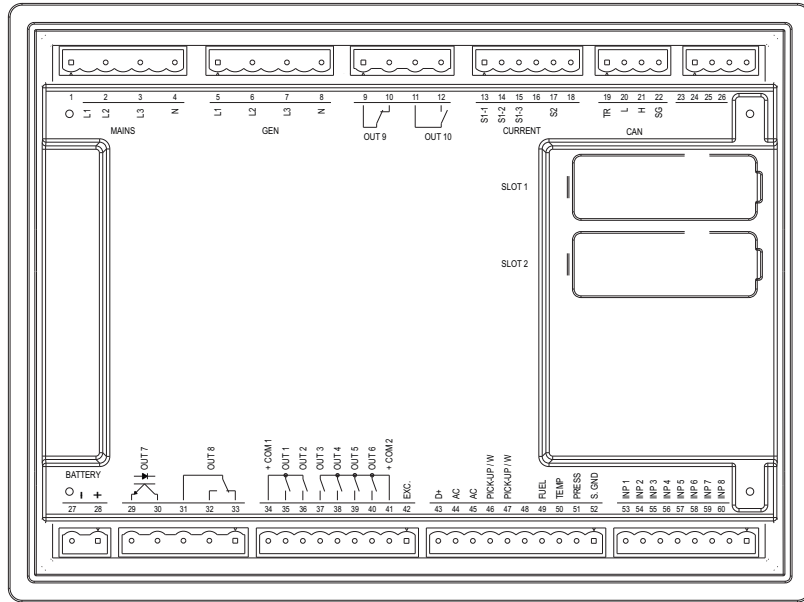 1 2 3 4 5 6 7 8 9 10 11 12 13 14 15 16 17 18 19 20 21 22 23 24 25 26
L1 L2 L3 N L1 L2 L3 N S1-1 S1-2 S1-3 S2 TR L H SG
MAINS GEN OUT 9 OUT 10 CURRENT CAN
SLOT 1
SLOT 2
BATTERY OUT 7 OUT 8 + COM 1 OUT 1 OUT 2 OUT 3 OUT 4 OUT 5 OUT 6 + COM 2 EXC. D+ AC AC PICK-UP / W PICK-UP / W FUEL TEMP PRESS S. GND INP 1 INP 2 INP 3 INP 4 INP 5 INP 6 INP 7 INP 8
- +
27 28 29 30 31 32 33 34 35 36 37 38 39 40 41 42 43 44 45 46 47 48 49 50 51 52 53 54 55 56 57 58 59 60